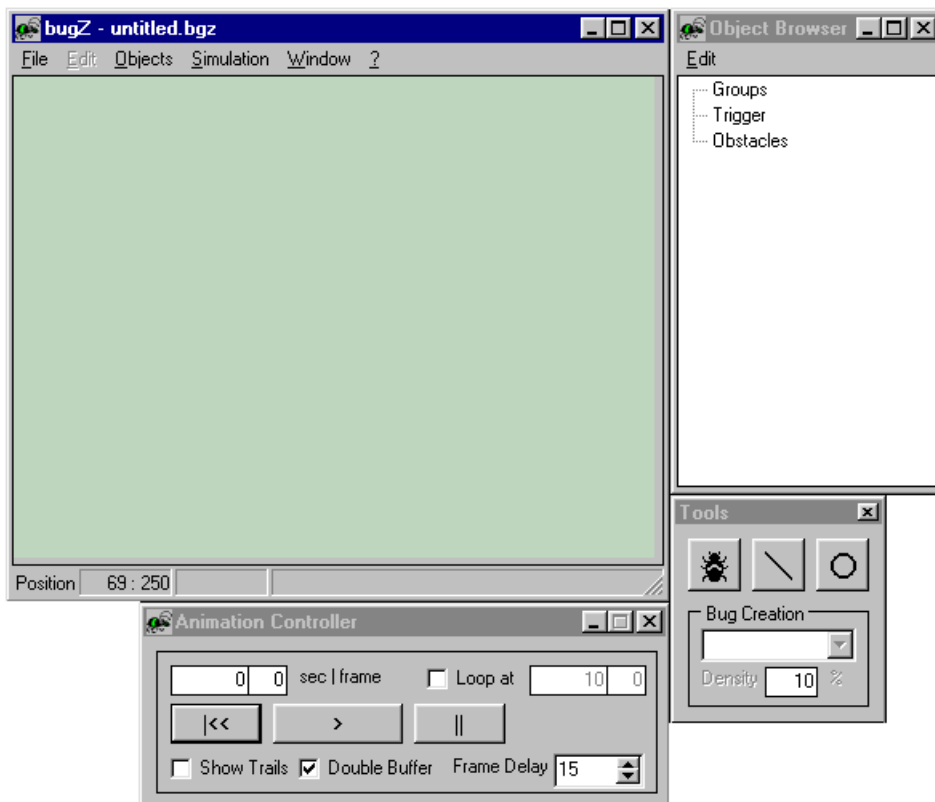 bugZ - untitled.bgz
File Edit Objects Simulation Window ?
Position 69 : 250
Object Browser
Edit
Groups
Trigger
Obstacles
Tools
Bug Creation
Density 10 %
Animation Controller
0 0 sec | frame Loop at 10 0
|<< > ||
Show Trails Double Buffer Frame Delay 15